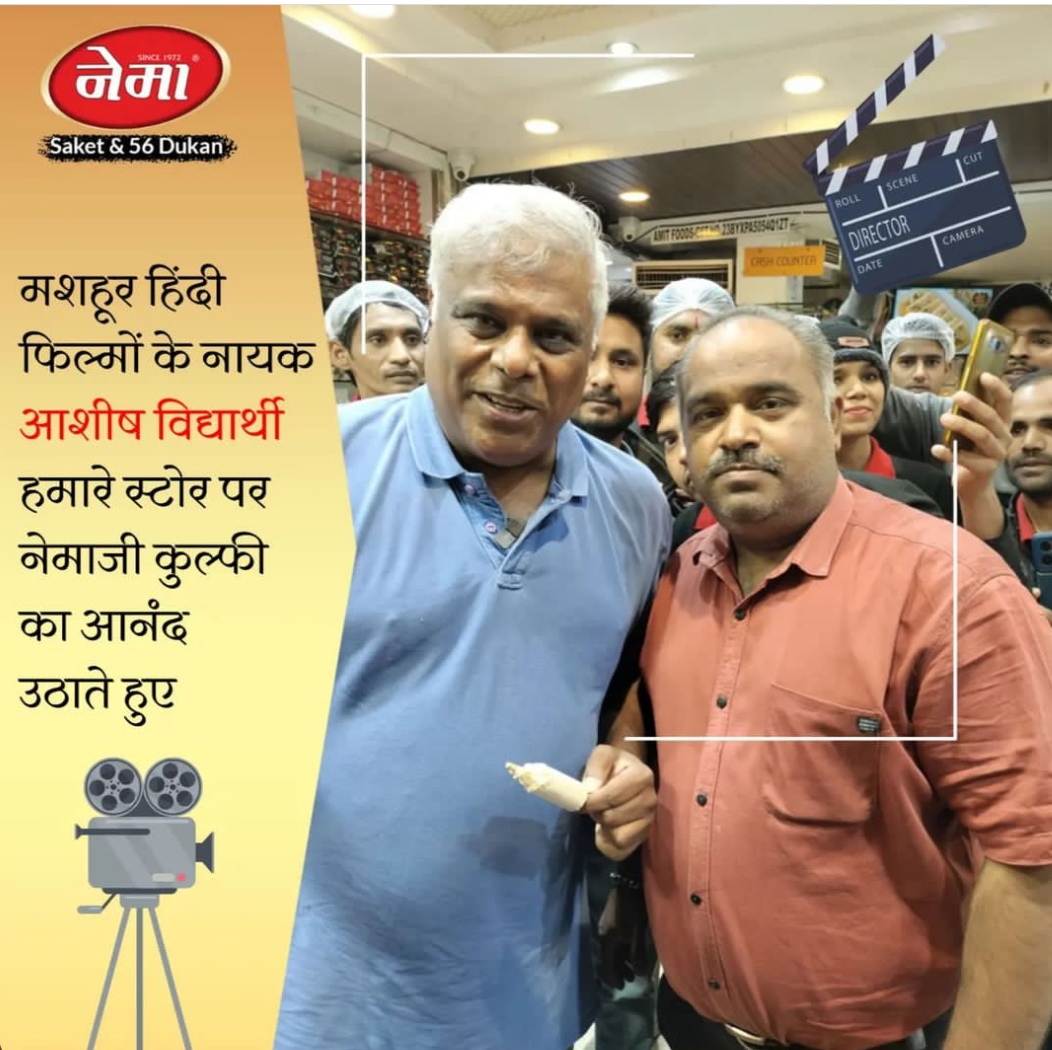 SINCE 1972
नेमा
®
Saket & 56 Dukan
मशहूर हिंदी
फिल्मों के नायक
आशीष विद्यार्थी
हमारे स्टोर पर
नेमाजी कुल्फी
का आनंद
उठाते हुए
CUT
SCENE
ROLL
DIRECTOR
CAMERA
DATE
CASH COUNTER